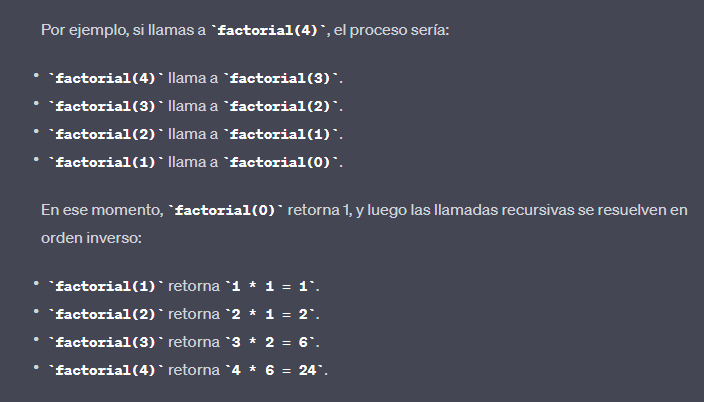 Por ejemplo, si llamas a `factorial(4)`, el proceso sería:
• `factorial(4)` llama a `factorial(3)`.
• `factorial(3)` llama a `factorial(2)`.
• `factorial(2)` llama a `factorial(1)`.
• `factorial(1)` llama a `factorial(0)`.
En ese momento, `factorial(0)` retorna 1, y luego las llamadas recursivas se resuelven en
orden inverso:
• `factorial(1)` retorna `1 * 1 = 1`.
• `factorial(2)` retorna `2 * 1 = 2`.
• `factorial(3)` retorna `3 * 2 = 6`.
• `factorial(4)` retorna `4 * 6 = 24`.